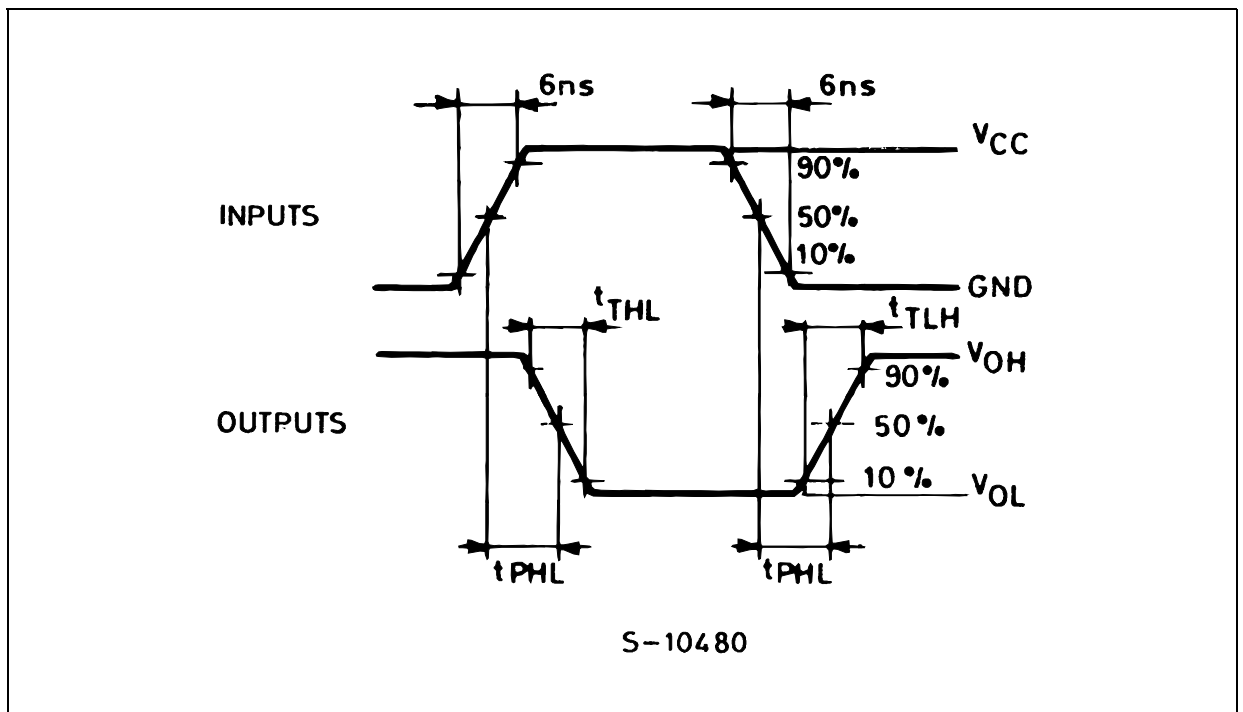 6ns
6ns
VCC
90%
INPUTS
50%
10%
GND
tTHL
tTLH
VOH
90%
OUTPUTS
50%
10%
VOL
tPHL
tPHL
S-10480